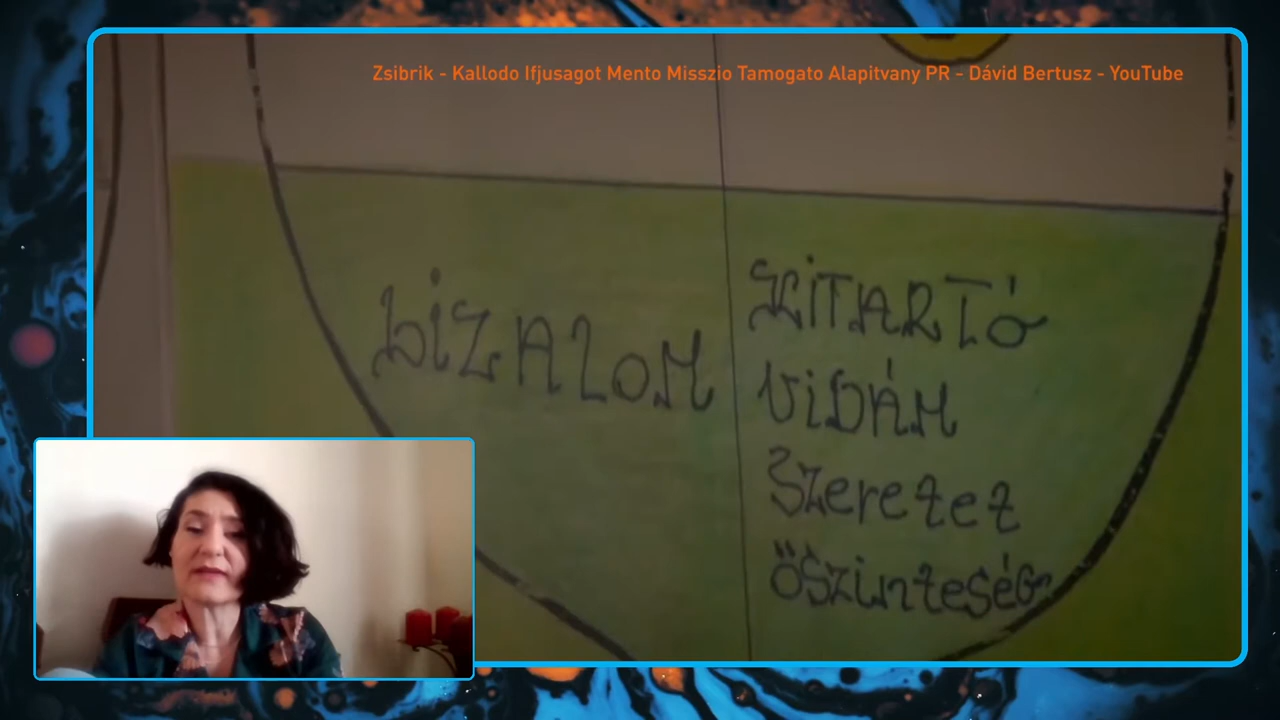 Zsibrik - Kallodo Ifjusagot Mento Misszio Tamogato Alapitvany PR - Dávid Bertusz - YouTube
BiZALOM
KiTARTÓ
ViDÁM
Szeretet
őszinteség